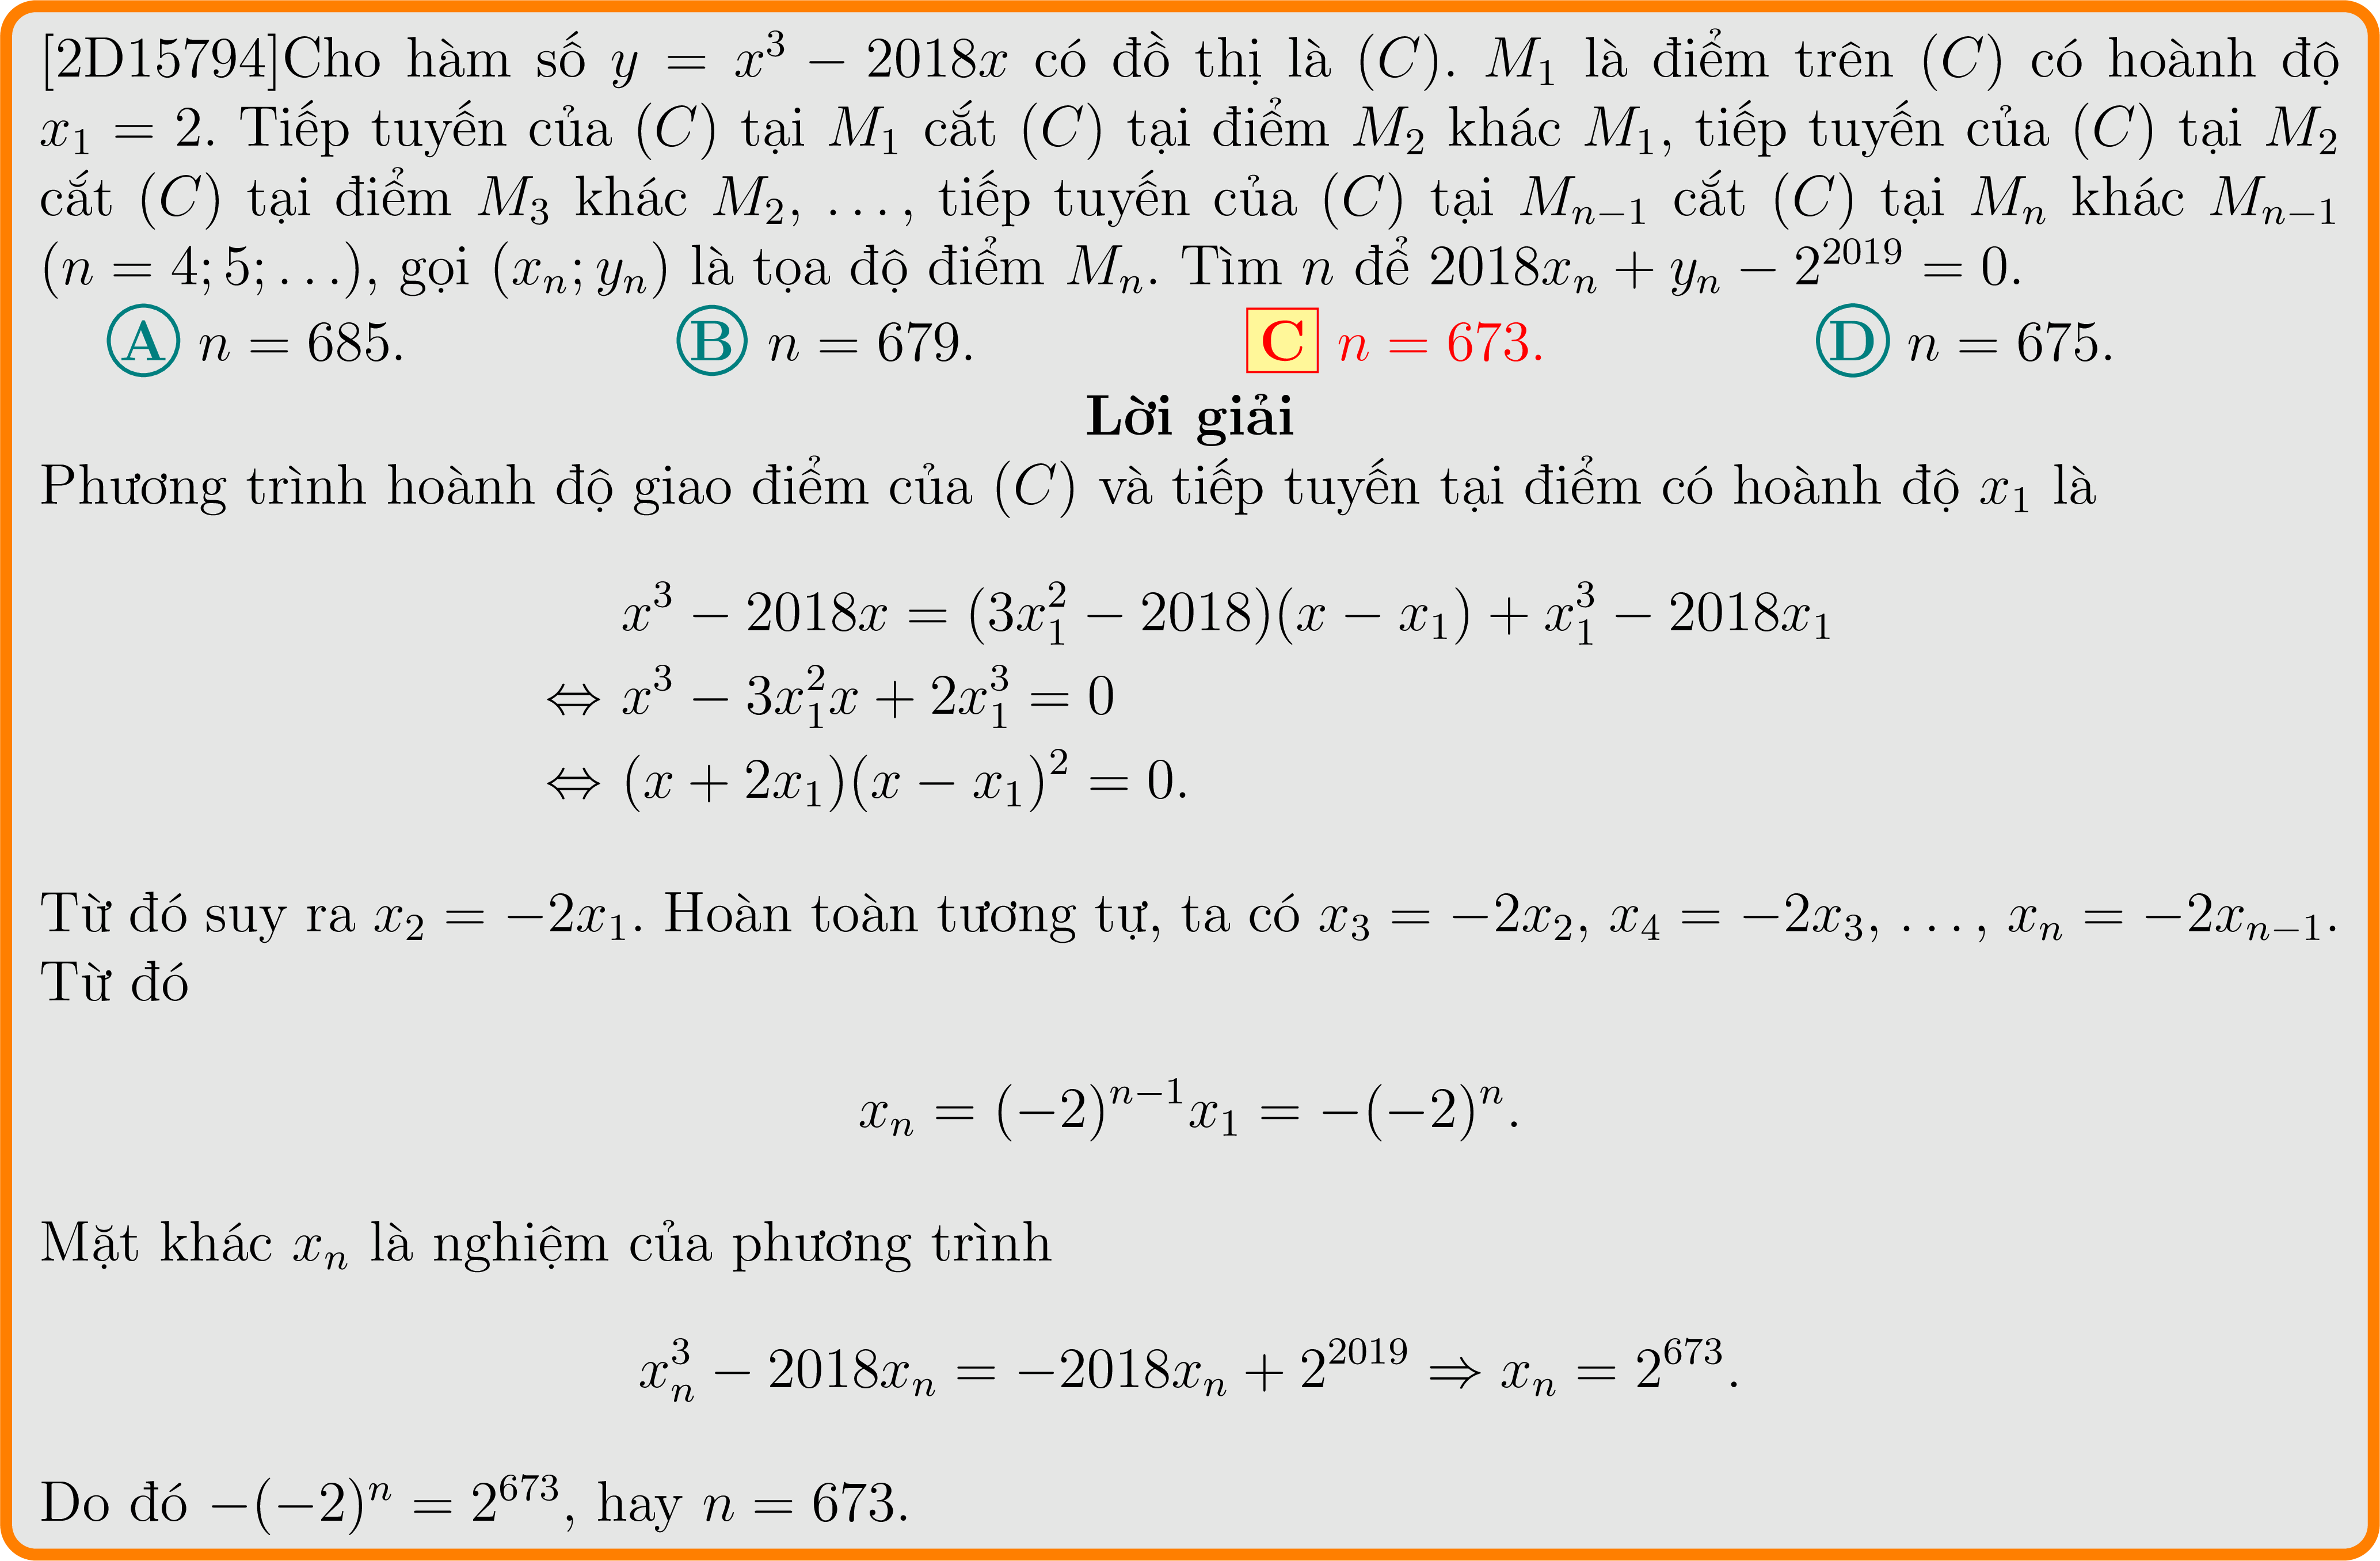 [2D15794]Cho hàm số $y = x^3 - 2018x$ có đồ thị là $(C)$. $M_1$ là điểm trên $(C)$ có hoành độ
$x_1 = 2$. Tiếp tuyến của $(C)$ tại $M_1$ cắt $(C)$ tại điểm $M_2$ khác $M_1$, tiếp tuyến của $(C)$ tại $M_2$
cắt $(C)$ tại điểm $M_3$ khác $M_2$, …, tiếp tuyến của $(C)$ tại $M_{n-1}$ cắt $(C)$ tại $M_n$ khác $M_{n-1}$
$(n = 4; 5; \ldots)$, gọi $(x_n; y_n)$ là tọa độ điểm $M_n$. Tìm $n$ để $2018x_n + y_n - 2^{2019} = 0$.
A $n = 685$. B $n = 679$. C $n = 673$. D $n = 675$.
Lời giải
Phương trình hoành độ giao điểm của $(C)$ và tiếp tuyến tại điểm có hoành độ $x_1$ là
$x^3 - 2018x = (3x_1^2 - 2018)(x - x_1) + x_1^3 - 2018x_1$
$\Leftrightarrow x^3 - 3x_1^2x + 2x_1^3 = 0$
$\Leftrightarrow (x + 2x_1)(x - x_1)^2 = 0.$
Từ đó suy ra $x_2 = -2x_1$. Hoàn toàn tương tự, ta có $x_3 = -2x_2$, $x_4 = -2x_3$, …, $x_n = -2x_{n-1}$.
Từ đó
$x_n = (-2)^{n-1}x_1 = -(-2)^n.$
Mặt khác $x_n$ là nghiệm của phương trình
$x_n^3 - 2018x_n = -2018x_n + 2^{2019} \Rightarrow x_n = 2^{673}.$
Do đó $-(-2)^n = 2^{673}$, hay $n = 673$.